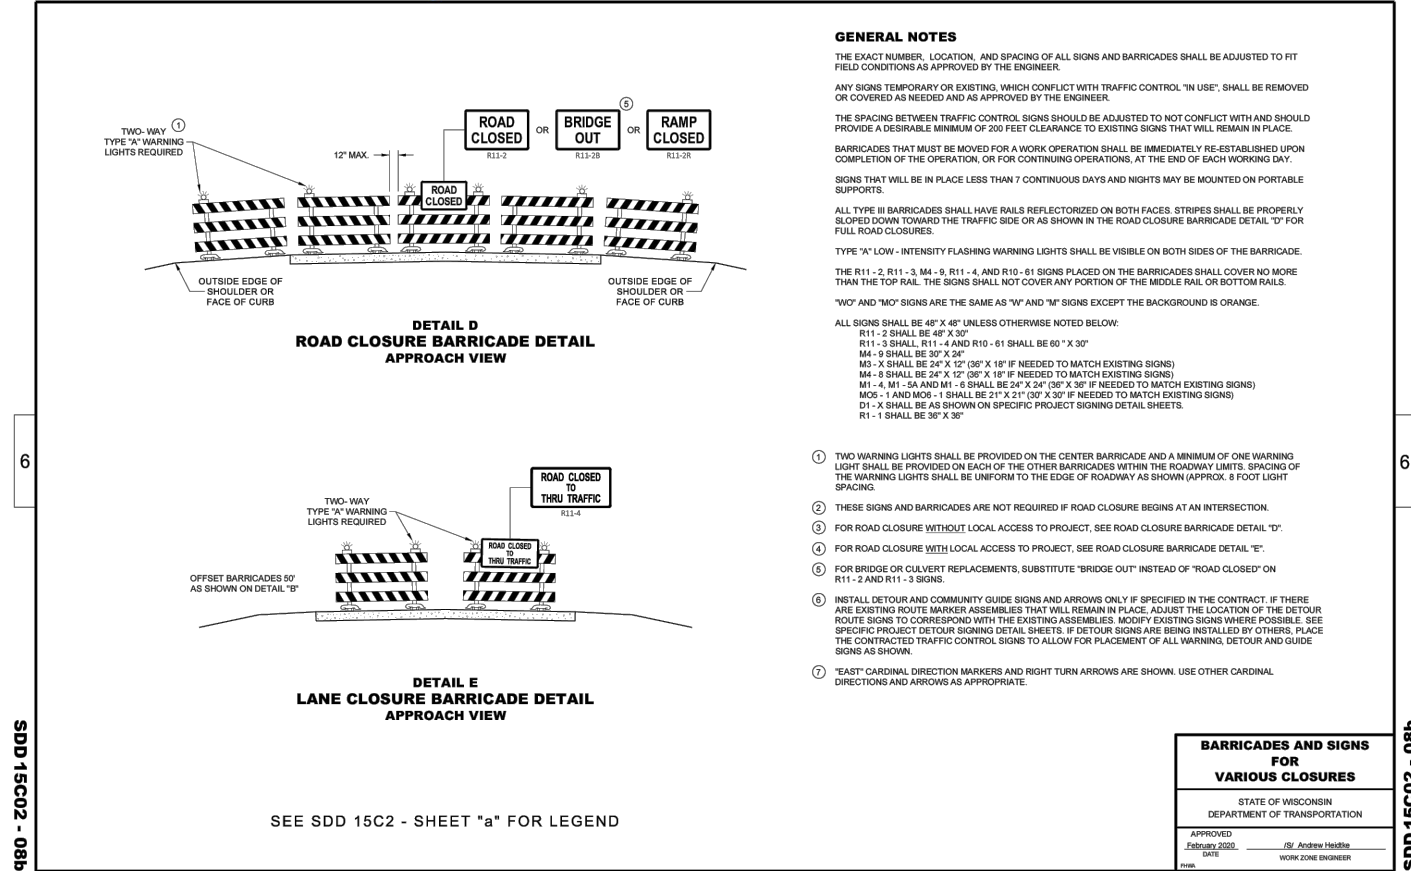 TWO- WAY ①
TYPE "A" WARNING
LIGHTS REQUIRED
12" MAX.
⑤
ROAD
CLOSED
R11-2
OR
BRIDGE
OUT
R11-2B
OR
RAMP
CLOSED
R11-2R
ROAD
CLOSED
OUTSIDE EDGE OF
SHOULDER OR
FACE OF CURB
OUTSIDE EDGE OF
SHOULDER OR
FACE OF CURB
DETAIL D
ROAD CLOSURE BARRICADE DETAIL
APPROACH VIEW
ROAD CLOSED
TO
THRU TRAFFIC
R11-4
TWO- WAY
TYPE "A" WARNING
LIGHTS REQUIRED
ROAD CLOSED
TO
THRU TRAFFIC
OFFSET BARRICADES 50'
AS SHOWN ON DETAIL "B"
DETAIL E
LANE CLOSURE BARRICADE DETAIL
APPROACH VIEW
SEE SDD 15C2 - SHEET "a" FOR LEGEND
GENERAL NOTES
THE EXACT NUMBER, LOCATION, AND SPACING OF ALL SIGNS AND BARRICADES SHALL BE ADJUSTED TO FIT
FIELD CONDITIONS AS APPROVED BY THE ENGINEER.
ANY SIGNS TEMPORARY OR EXISTING, WHICH CONFLICT WITH TRAFFIC CONTROL "IN USE", SHALL BE REMOVED
OR COVERED AS NEEDED AND AS APPROVED BY THE ENGINEER.
THE SPACING BETWEEN TRAFFIC CONTROL SIGNS SHOULD BE ADJUSTED TO NOT CONFLICT WITH AND SHOULD
PROVIDE A DESIRABLE MINIMUM OF 200 FEET CLEARANCE TO EXISTING SIGNS THAT WILL REMAIN IN PLACE.
BARRICADES THAT MUST BE MOVED FOR A WORK OPERATION SHALL BE IMMEDIATELY RE-ESTABLISHED UPON
COMPLETION OF THE OPERATION, OR FOR CONTINUING OPERATIONS, AT THE END OF EACH WORKING DAY.
SIGNS THAT WILL BE IN PLACE LESS THAN 7 CONTINUOUS DAYS AND NIGHTS MAY BE MOUNTED ON PORTABLE
SUPPORTS.
ALL TYPE III BARRICADES SHALL HAVE RAILS REFLECTORIZED ON BOTH FACES. STRIPES SHALL BE PROPERLY
SLOPED DOWN TOWARD THE TRAFFIC SIDE OR AS SHOWN IN THE ROAD CLOSURE BARRICADE DETAIL "D" FOR
FULL ROAD CLOSURES.
TYPE "A" LOW - INTENSITY FLASHING WARNING LIGHTS SHALL BE VISIBLE ON BOTH SIDES OF THE BARRICADE.
THE R11 - 2, R11 - 3, M4 - 9, R11 - 4, AND R10 - 61 SIGNS PLACED ON THE BARRICADES SHALL COVER NO MORE
THAN THE TOP RAIL. THE SIGNS SHALL NOT COVER ANY PORTION OF THE MIDDLE RAIL OR BOTTOM RAILS.
"WO" AND "MO" SIGNS ARE THE SAME AS "W" AND "M" SIGNS EXCEPT THE BACKGROUND IS ORANGE.
ALL SIGNS SHALL BE 48" X 48" UNLESS OTHERWISE NOTED BELOW:
R11 - 2 SHALL BE 48" X 30"
R11 - 3 SHALL, R11 - 4 AND R10 - 61 SHALL BE 60 " X 30"
M4 - 9 SHALL BE 30" X 24"
M3 - X SHALL BE 24" X 12" (36" X 18" IF NEEDED TO MATCH EXISTING SIGNS)
M4 - 8 SHALL BE 24" X 12" (36" X 18" IF NEEDED TO MATCH EXISTING SIGNS)
M1 - 4, M1 - 5A AND M1 - 6 SHALL BE 24" X 24" (36" X 36" IF NEEDED TO MATCH EXISTING SIGNS)
MO5 - 1 AND MO6 - 1 SHALL BE 21" X 21" (30" X 30" IF NEEDED TO MATCH EXISTING SIGNS)
D1 - X SHALL BE AS SHOWN ON SPECIFIC PROJECT SIGNING DETAIL SHEETS.
R1 - 1 SHALL BE 36" X 36"
① TWO WARNING LIGHTS SHALL BE PROVIDED ON THE CENTER BARRICADE AND A MINIMUM OF ONE WARNING
LIGHT SHALL BE PROVIDED ON EACH OF THE OTHER BARRICADES WITHIN THE ROADWAY LIMITS. SPACING OF
THE WARNING LIGHTS SHALL BE UNIFORM TO THE EDGE OF ROADWAY AS SHOWN (APPROX. 8 FOOT LIGHT
SPACING.
② THESE SIGNS AND BARRICADES ARE NOT REQUIRED IF ROAD CLOSURE BEGINS AT AN INTERSECTION.
③ FOR ROAD CLOSURE WITHOUT LOCAL ACCESS TO PROJECT, SEE ROAD CLOSURE BARRICADE DETAIL "D".
④ FOR ROAD CLOSURE WITH LOCAL ACCESS TO PROJECT, SEE ROAD CLOSURE BARRICADE DETAIL "E".
⑤ FOR BRIDGE OR CULVERT REPLACEMENTS, SUBSTITUTE "BRIDGE OUT" INSTEAD OF "ROAD CLOSED" ON
R11 - 2 AND R11 - 3 SIGNS.
⑥ INSTALL DETOUR AND COMMUNITY GUIDE SIGNS AND ARROWS ONLY IF SPECIFIED IN THE CONTRACT. IF THERE
ARE EXISTING ROUTE MARKER ASSEMBLIES THAT WILL REMAIN IN PLACE, ADJUST THE LOCATION OF THE DETOUR
ROUTE SIGNS TO CORRESPOND WITH THE EXISTING ASSEMBLIES. MODIFY EXISTING SIGNS WHERE POSSIBLE. SEE
SPECIFIC PROJECT DETOUR SIGNING DETAIL SHEETS. IF DETOUR SIGNS ARE BEING INSTALLED BY OTHERS, PLACE
THE CONTRACTED TRAFFIC CONTROL SIGNS TO ALLOW FOR PLACEMENT OF ALL WARNING, DETOUR AND GUIDE
SIGNS AS SHOWN.
⑦ "EAST" CARDINAL DIRECTION MARKERS AND RIGHT TURN ARROWS ARE SHOWN. USE OTHER CARDINAL
DIRECTIONS AND ARROWS AS APPROPRIATE.
6
6
SDD 15C02 - 08b
SDD 15C02 - 08b
BARRICADES AND SIGNS
FOR
VARIOUS CLOSURES
STATE OF WISCONSIN
DEPARTMENT OF TRANSPORTATION
APPROVED
February 2020 /S/ Andrew Heidtke
DATE WORK ZONE ENGINEER
FHWA